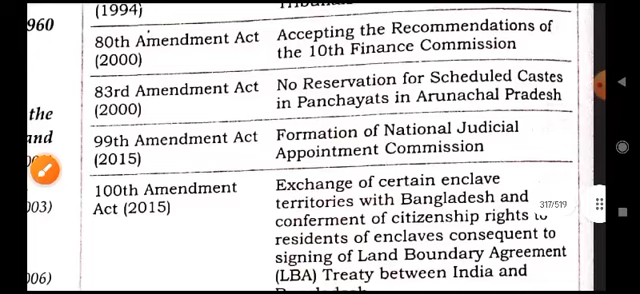 960
(1994)
80th Amendment Act
(2000)
Accepting the Recommendations of
the 10th Finance Commission
83rd Amendment Act
(2000)
No Reservation for Scheduled Castes
in Panchayats in Arunachal Pradesh
the
and
99th Amendment Act
(2015)
Formation of National Judicial
Appointment Commission
100th Amendment
Act (2015)
Exchange of certain enclave
territories with Bangladesh and
conferment of citizenship rights to
residents of enclaves consequent to
signing of Land Boundary Agreement
(LBA) Treaty between India and
317/519
003)
006)